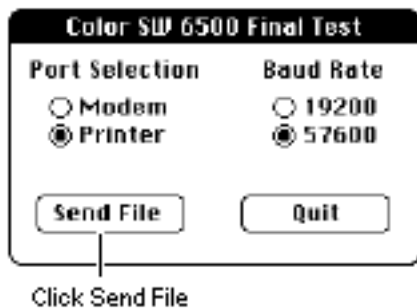 Color SW 6500 Final Test
Port Selection Baud Rate
Modem 19200
Printer 57600
Send File Quit
Click Send File